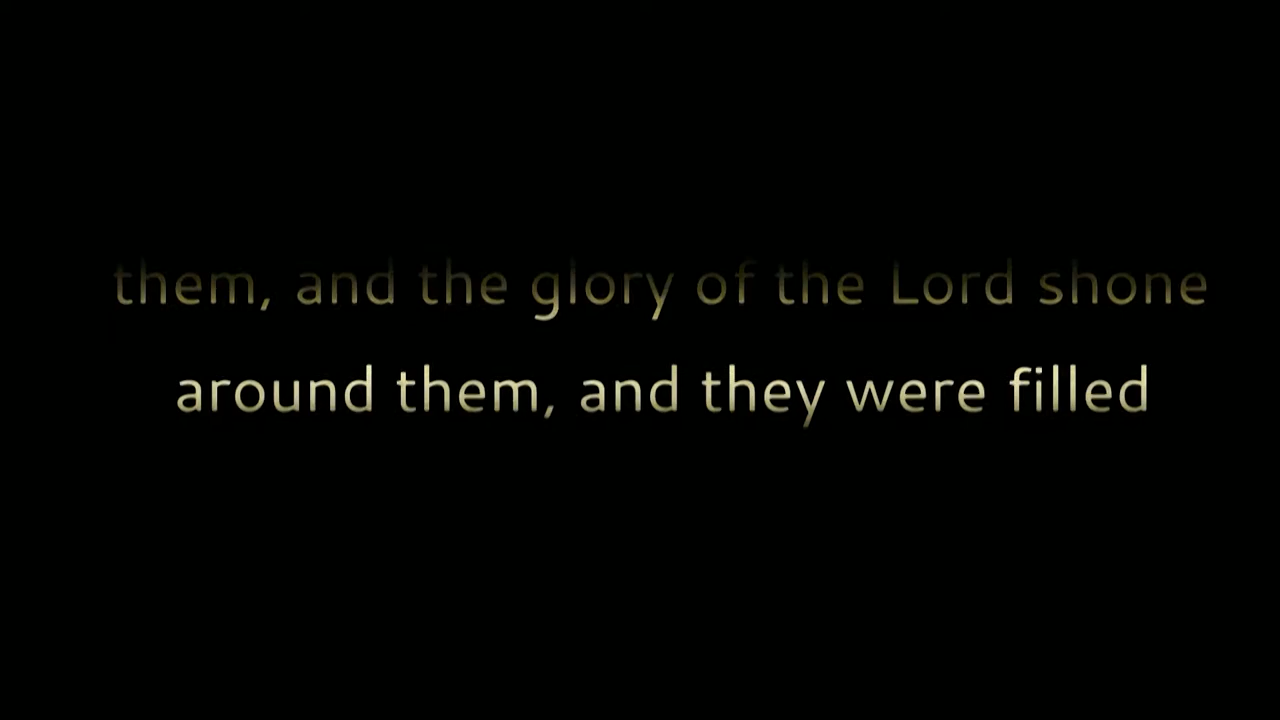 them, and the glory of the Lord shone
around them, and they were filled